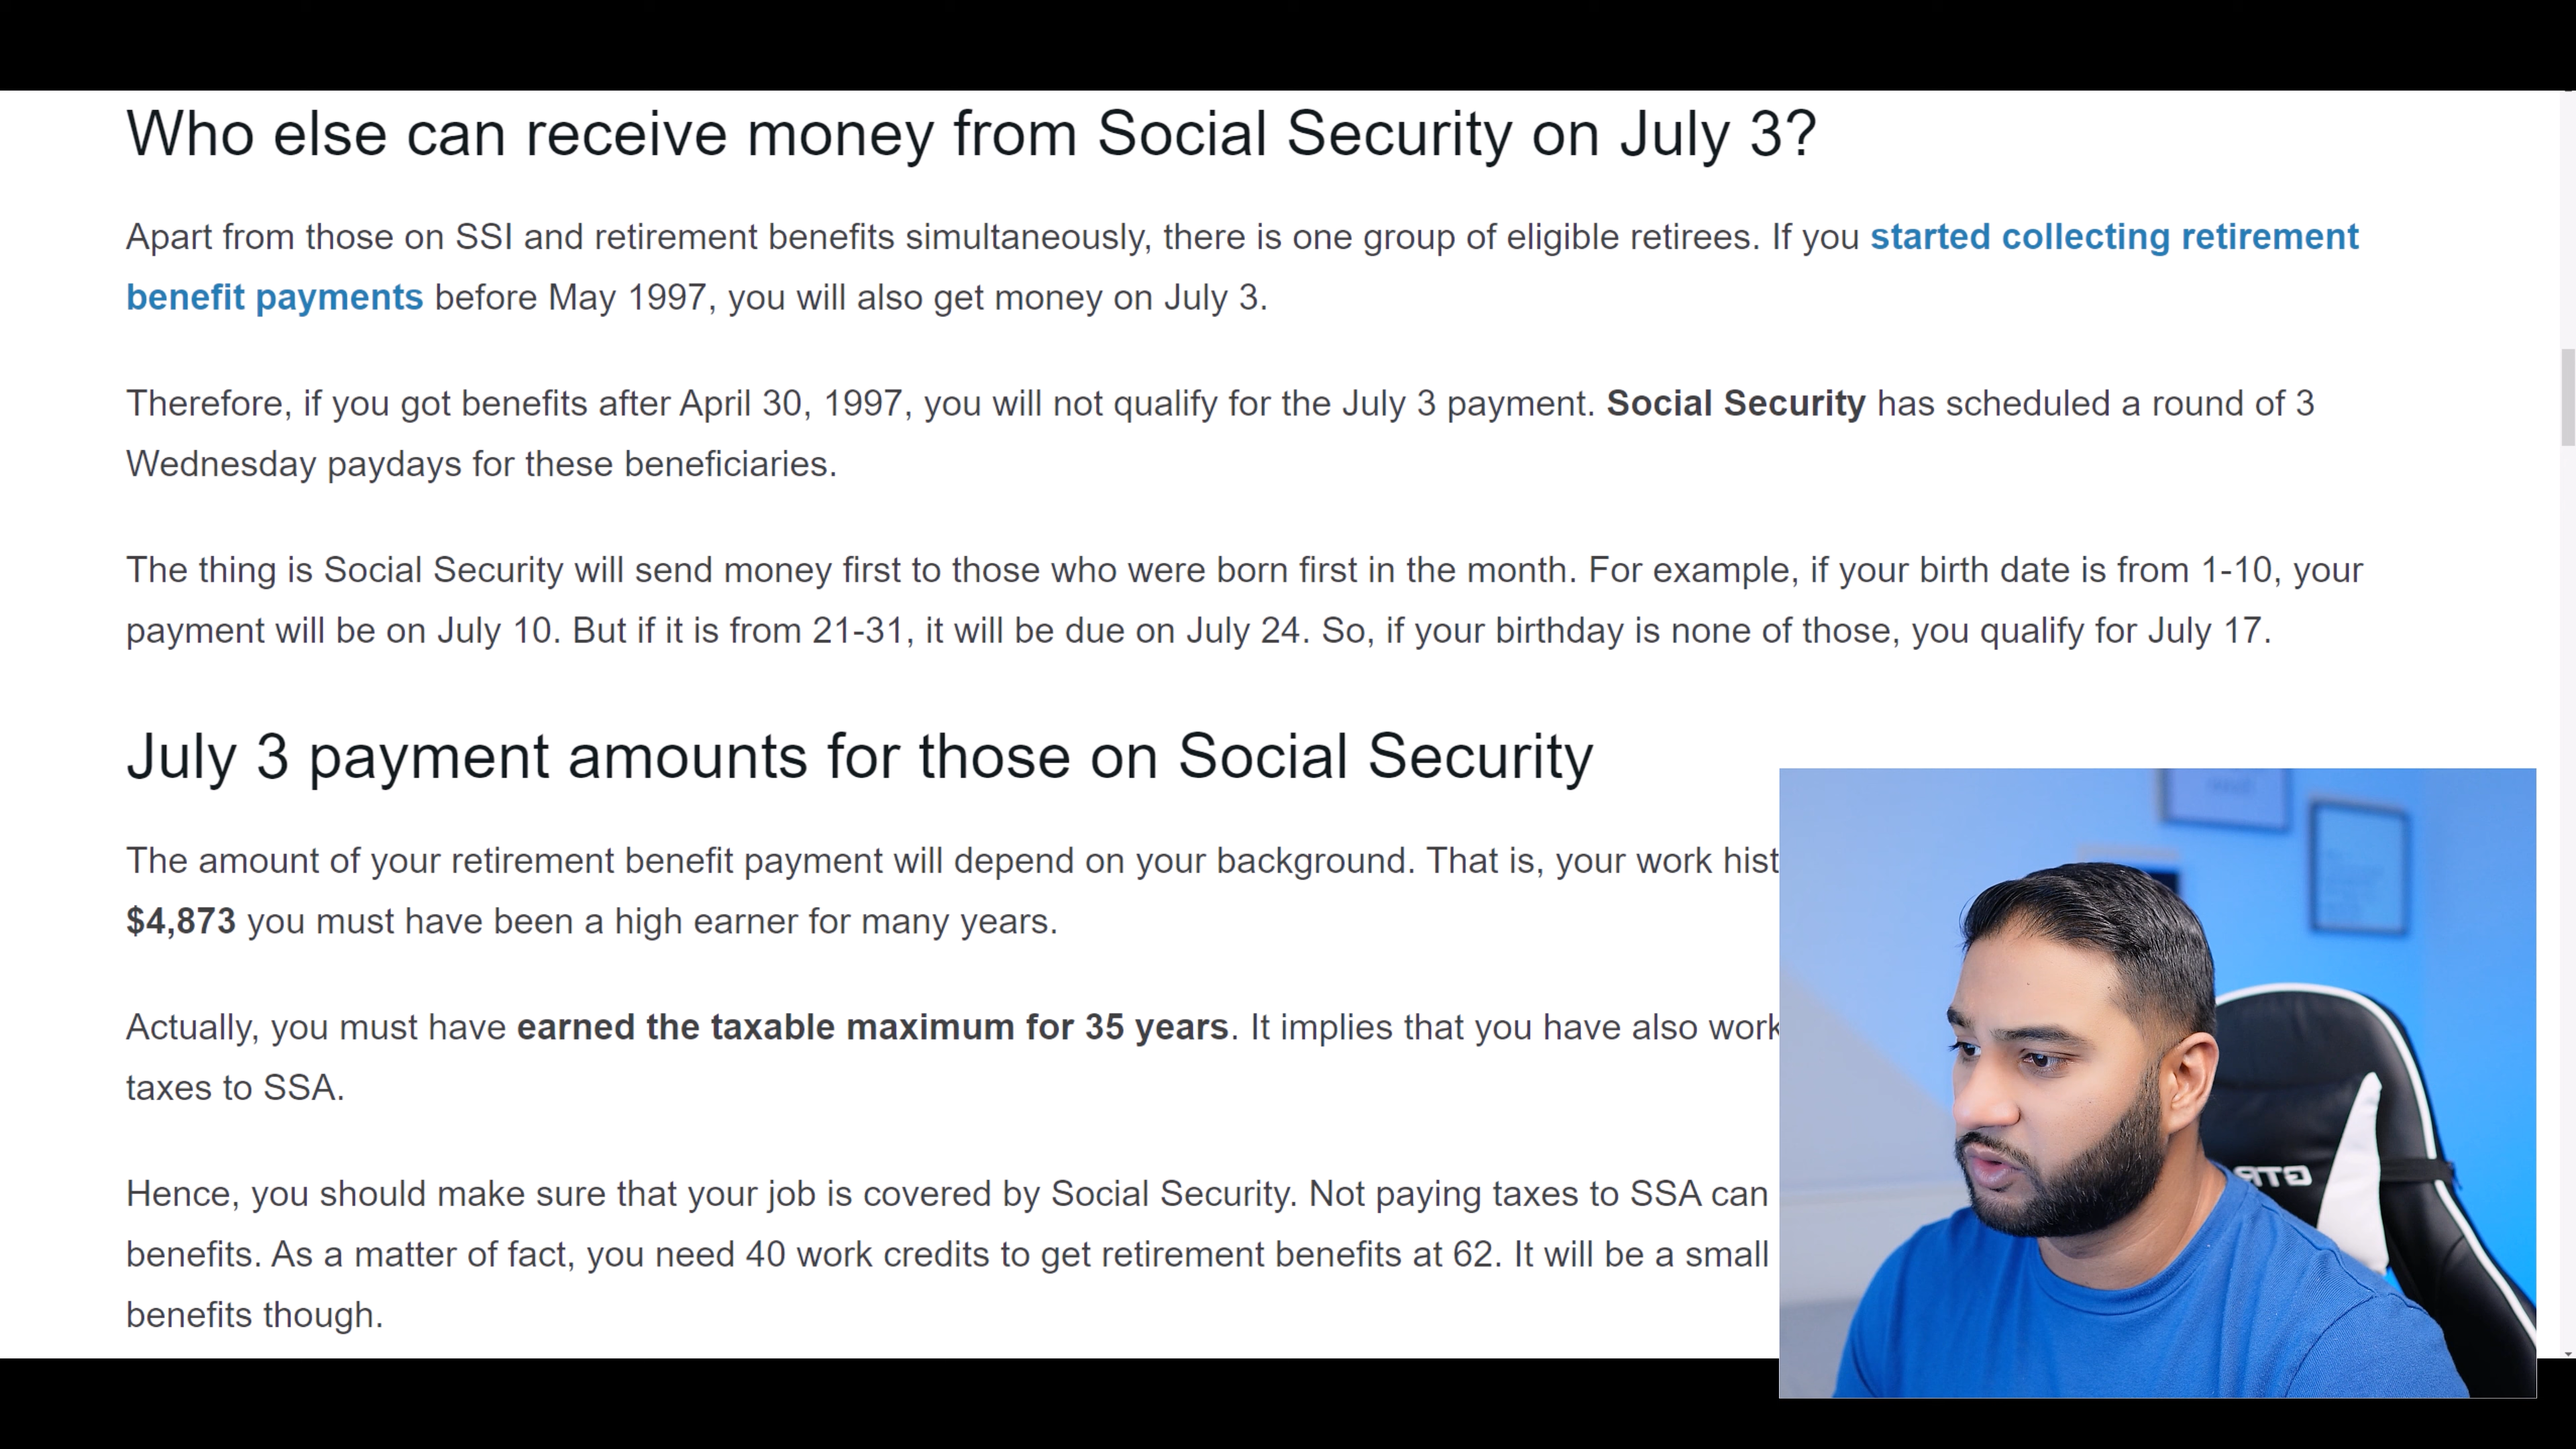 Who else can receive money from Social Security on July 3?
Apart from those on SSI and retirement benefits simultaneously, there is one group of eligible retirees. If you started collecting retirement
benefit payments before May 1997, you will also get money on July 3.
Therefore, if you got benefits after April 30, 1997, you will not qualify for the July 3 payment. Social Security has scheduled a round of 3
Wednesday paydays for these beneficiaries.
The thing is Social Security will send money first to those who were born first in the month. For example, if your birth date is from 1-10, your
payment will be on July 10. But if it is from 21-31, it will be due on July 24. So, if your birthday is none of those, you qualify for July 17.
July 3 payment amounts for those on Social Security
The amount of your retirement benefit payment will depend on your background. That is, your work hist
$4,873 you must have been a high earner for many years.
Actually, you must have earned the taxable maximum for 35 years. It implies that you have also work
taxes to SSA.
Hence, you should make sure that your job is covered by Social Security. Not paying taxes to SSA can
benefits. As a matter of fact, you need 40 work credits to get retirement benefits at 62. It will be a small
benefits though.